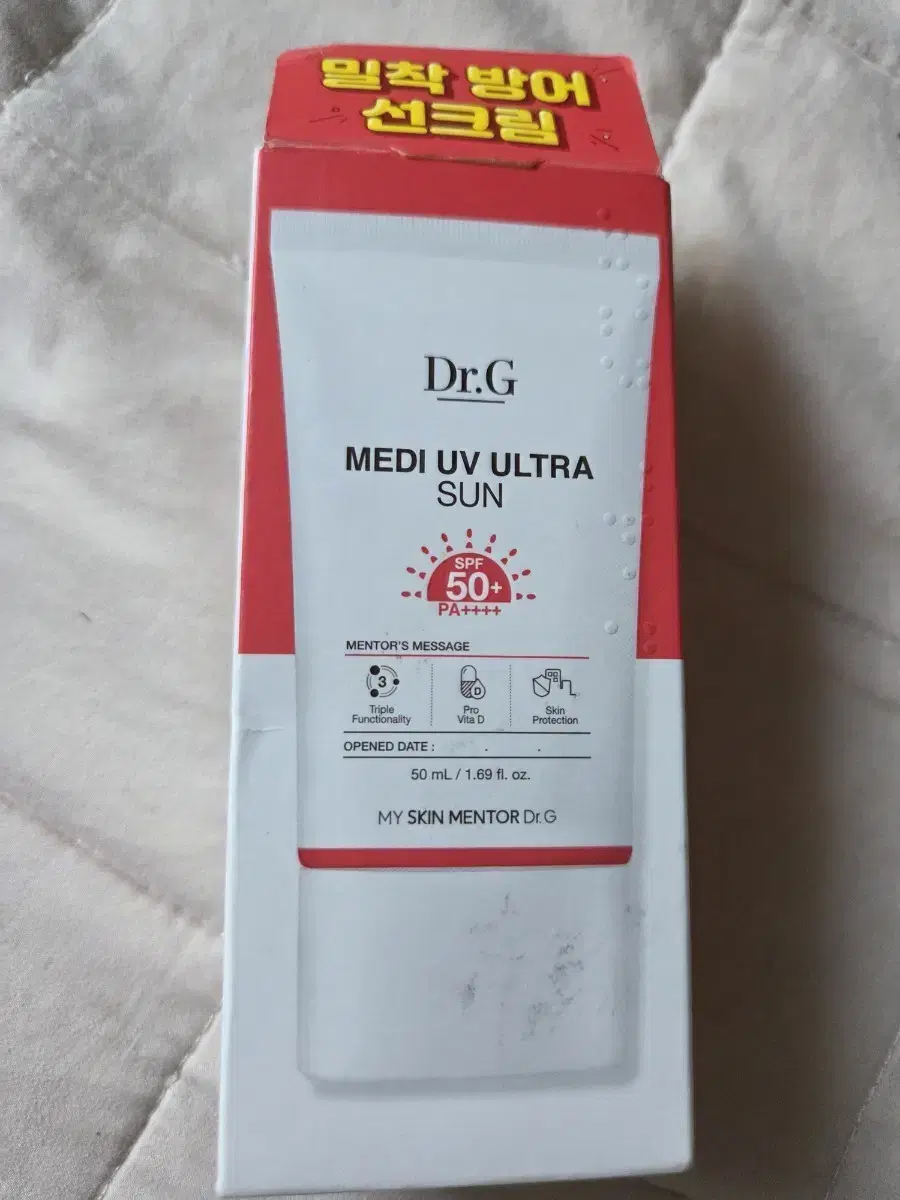 밀착 방어
선크림
Dr.G
MEDI UV ULTRA
SUN
SPF
50+
PA++++
MENTOR'S MESSAGE
3
D
Triple
Functionality
Pro
Vita D
Skin
Protection
OPENED DATE : . .
50 mL / 1.69 fl. oz.
MY SKIN MENTOR Dr.G